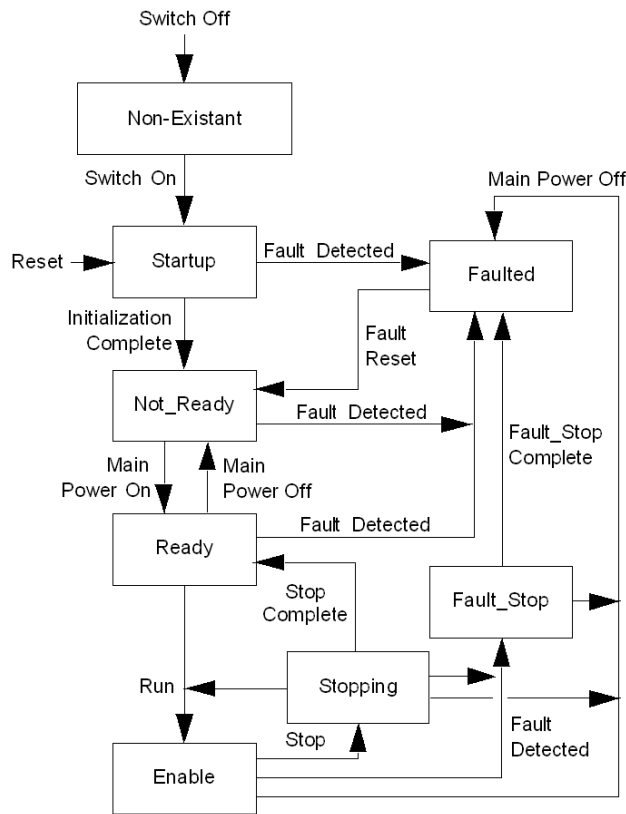 Switch Off
Non-Existant
Switch On
Main Power Off
Reset
Startup
Fault Detected
Faulted
Initialization
Complete
Fault
Reset
Not_Ready
Fault Detected
Fault_Stop
Complete
Main
Power On
Main
Power Off
Ready
Fault Detected
Stop
Complete
Fault_Stop
Run
Stopping
Stop
Fault
Detected
Enable